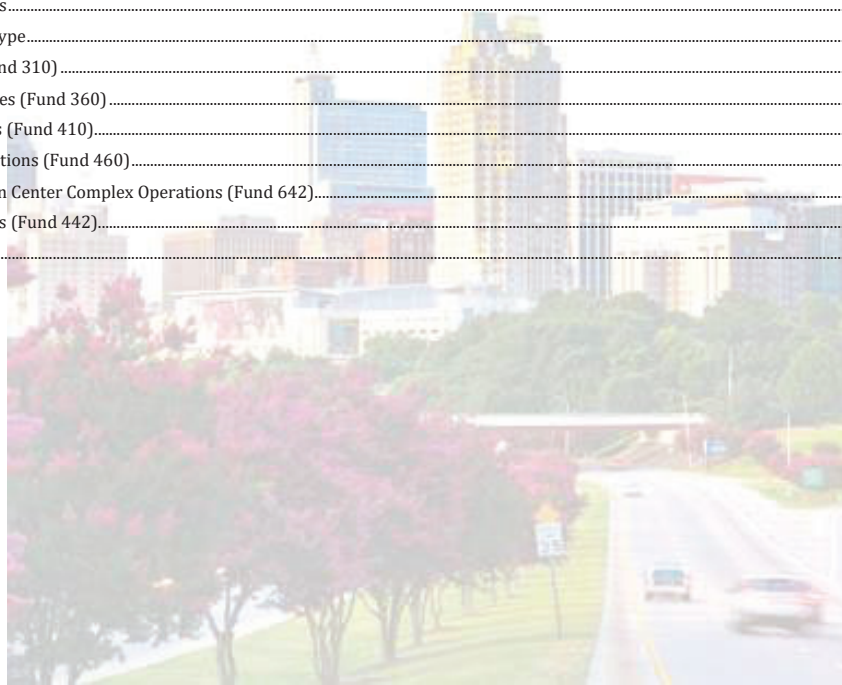 s....................................................................................................
ype....................................................................................................
nd 310)....................................................................................................
es (Fund 360)....................................................................................................
s (Fund 410)....................................................................................................
tions (Fund 460)....................................................................................................
n Center Complex Operations (Fund 642)....................................................................................................
s (Fund 442)....................................................................................................
....................................................................................................